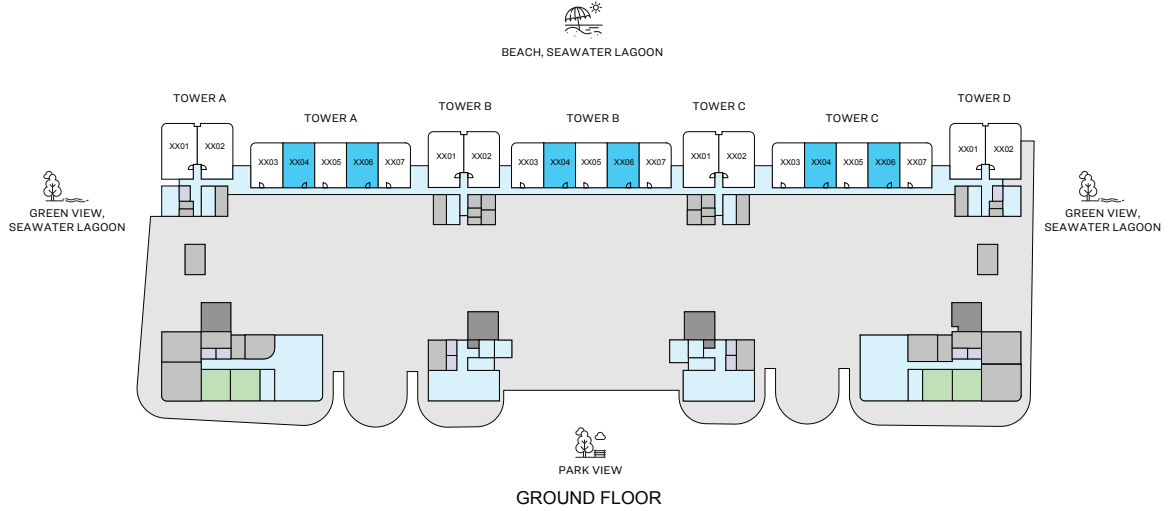 BEACH, SEAWATER LAGOON
TOWER A
TOWER A
TOWER B
TOWER B
TOWER C
TOWER C
TOWER D
XX01
XX02
XX03
XX04
XX05
XX06
XX07
XX01
XX02
XX03
XX04
XX05
XX06
XX07
XX01
XX02
XX03
XX04
XX05
XX06
XX07
XX01
XX02
GREEN VIEW,
SEAWATER LAGOON
GREEN VIEW,
SEAWATER LAGOON
PARK VIEW
GROUND FLOOR